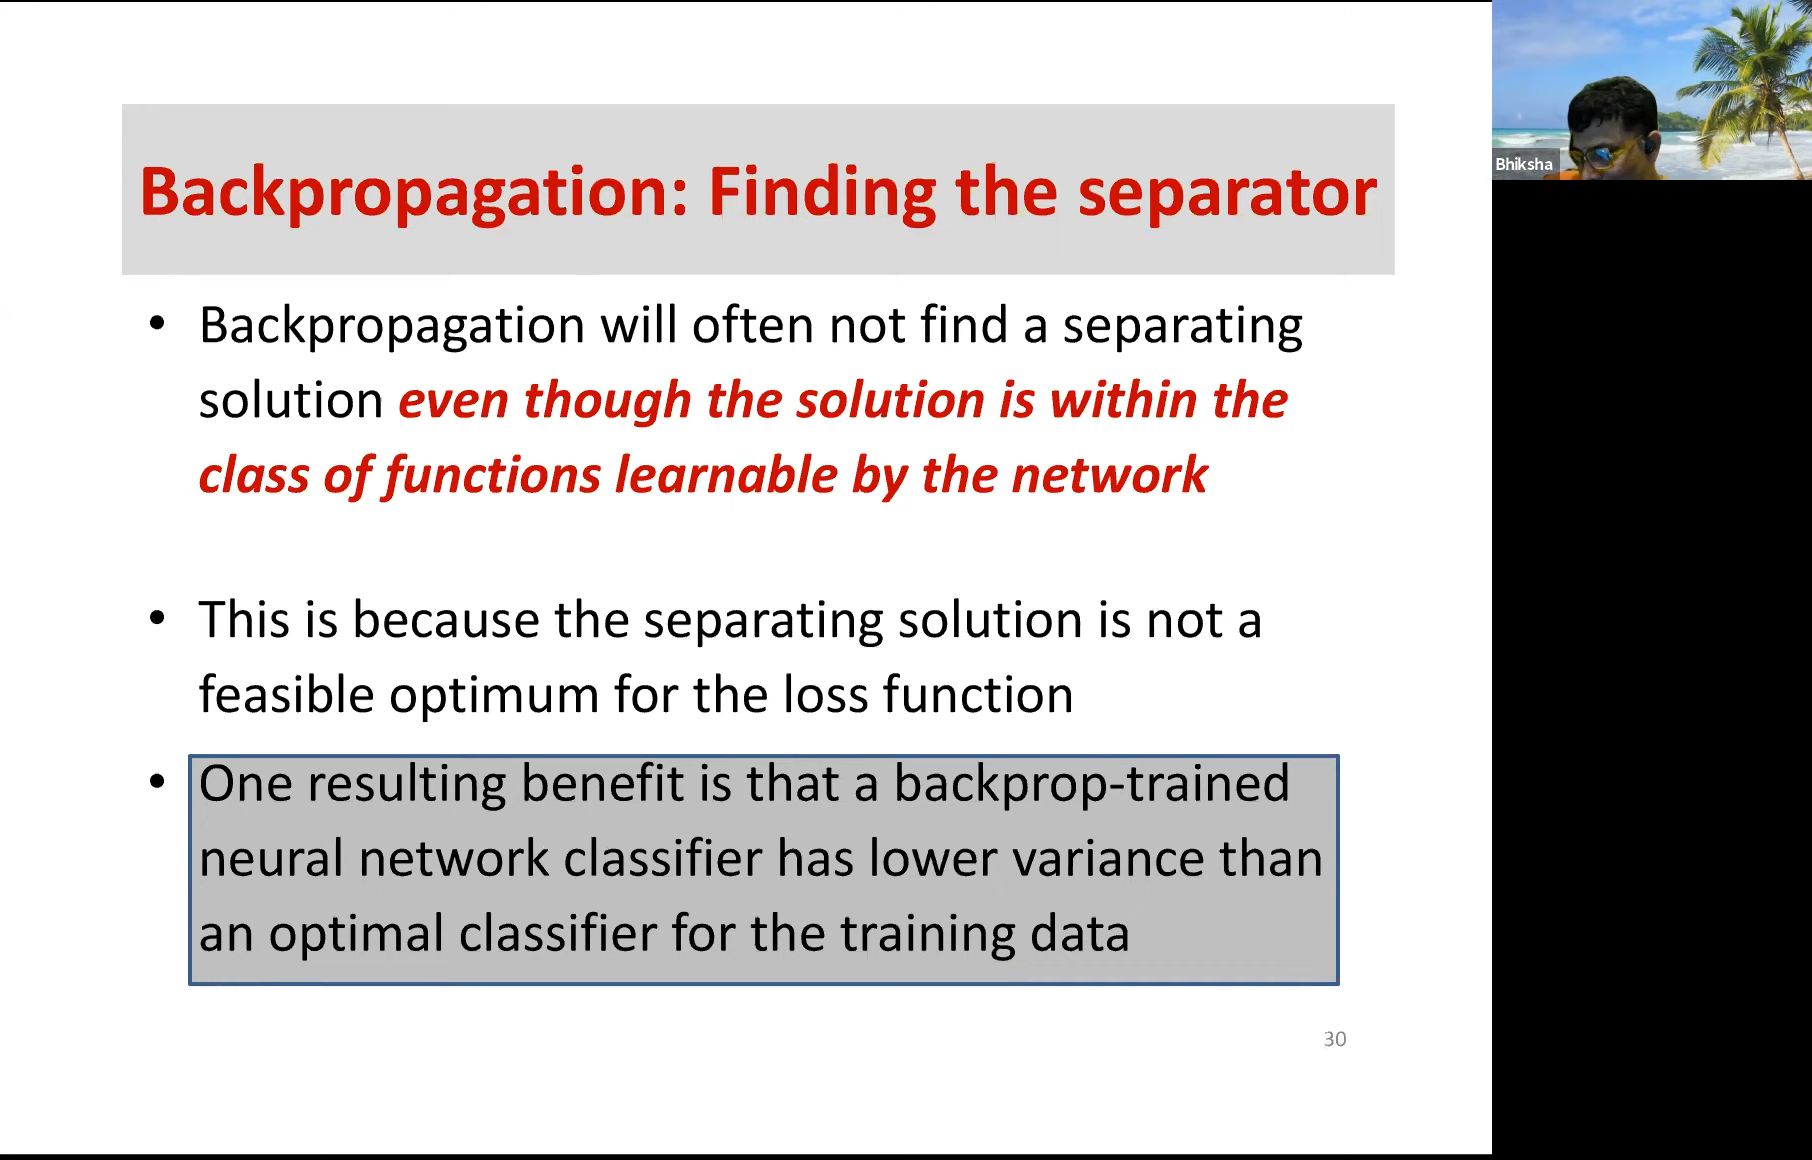 Backpropagation: Finding the separator
Bhiksha
• Backpropagation will often not find a separating
solution even though the solution is within the
class of functions learnable by the network
• This is because the separating solution is not a
feasible optimum for the loss function
• One resulting benefit is that a backprop-trained
neural network classifier has lower variance than
an optimal classifier for the training data
30